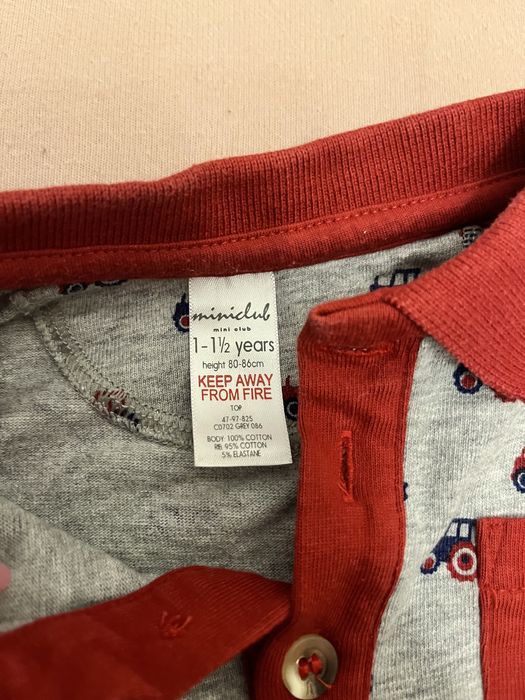 miniclub
mini club
1-1½ years
height 80-86cm
KEEP AWAY
FROM FIRE
TOP
47-97-825
C0702 GREY 086
BODY 100% COTTON
RIB 95% COTTON
5% ELASTANE